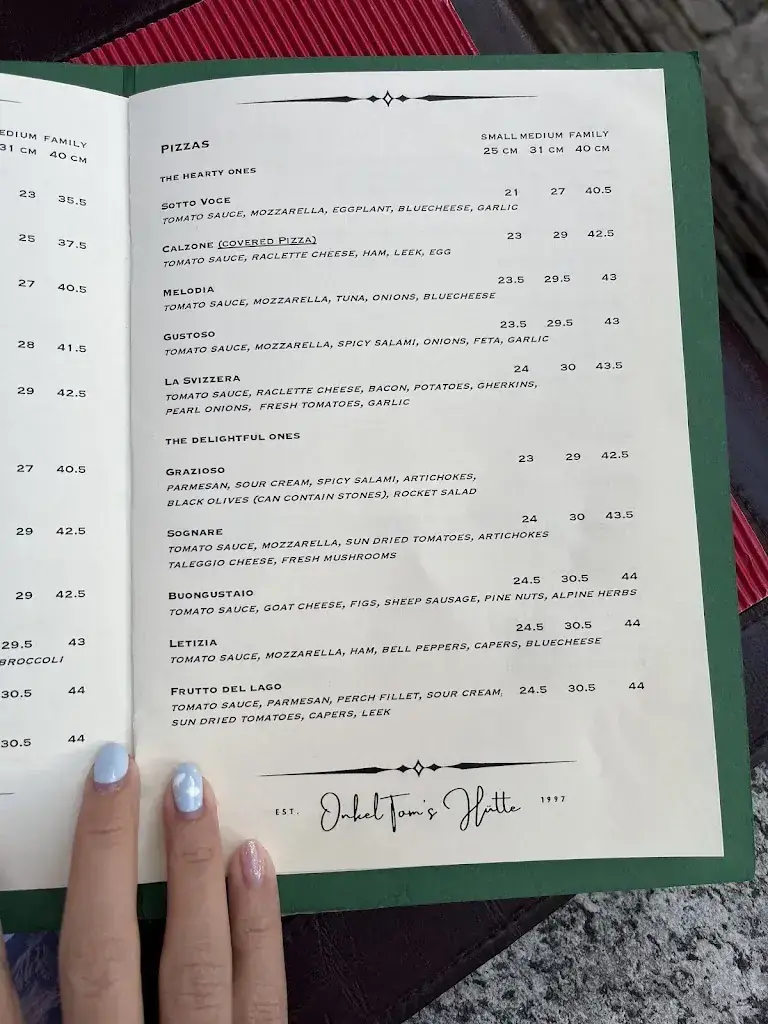 EDIUM FAMILY
31 CM 40 CM
23 35.5
25 37.5
27 40.5
28 41.5
29 42.5
27 40.5
29 42.5
29 42.5
29.5 43
BROCCOLI
30.5 44
30.5 44
PIZZAS
SMALL MEDIUM FAMILY
25 CM 31 CM 40 CM
THE HEARTY ONES
SOTTO VOCE 21 27 40.5
TOMATO SAUCE, MOZZARELLA, EGGPLANT, BLUECHEESE, GARLIC
CALZONE (COVERED PIZZA) 23 29 42.5
TOMATO SAUCE, RACLETTE CHEESE, HAM, LEEK, EGG
MELODIA 23.5 29.5 43
TOMATO SAUCE, MOZZARELLA, TUNA, ONIONS, BLUECHEESE
GUSTOSO 23.5 29.5 43
TOMATO SAUCE, MOZZARELLA, SPICY SALAMI, ONIONS, FETA, GARLIC
LA SVIZZERA 24 30 43.5
TOMATO SAUCE, RACLETTE CHEESE, BACON, POTATOES, GHERKINS,
PEARL ONIONS, FRESH TOMATOES, GARLIC
THE DELIGHTFUL ONES
GRAZIOSO 23 29 42.5
PARMESAN, SOUR CREAM, SPICY SALAMI, ARTICHOKES,
BLACK OLIVES (CAN CONTAIN STONES), ROCKET SALAD
SOGNARE 24 30 43.5
TOMATO SAUCE, MOZZARELLA, SUN DRIED TOMATOES, ARTICHOKES
TALEGGIO CHEESE, FRESH MUSHROOMS
BUONGUSTAIO 24.5 30.5 44
TOMATO SAUCE, GOAT CHEESE, FIGS, SHEEP SAUSAGE, PINE NUTS, ALPINE HERBS
LETIZIA 24.5 30.5 44
TOMATO SAUCE, MOZZARELLA, HAM, BELL PEPPERS, CAPERS, BLUECHEESE
FRUTTO DEL LAGO
TOMATO SAUCE, PARMESAN, PERCH FILLET, SOUR CREAM, 24.5 30.5 44
SUN DRIED TOMATOES, CAPERS, LEEK
EST. Onkel Tom's Hütte 1997